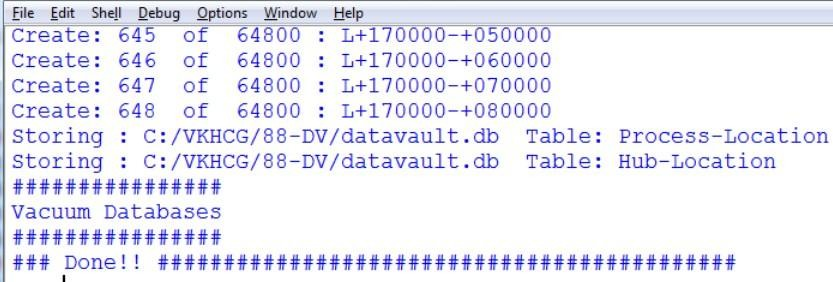 File Edit Shell Debug Options Window Help
Create: 645  of  64800 : L+170000-+050000
Create: 646  of  64800 : L+170000-+060000
Create: 647  of  64800 : L+170000-+070000
Create: 648  of  64800 : L+170000-+080000
Storing : C:/VKHCG/88-DV/datavault.db  Table: Process-Location
Storing : C:/VKHCG/88-DV/datavault.db  Table: Hub-Location
################
Vacuum Databases
################
### Done!! ############################################